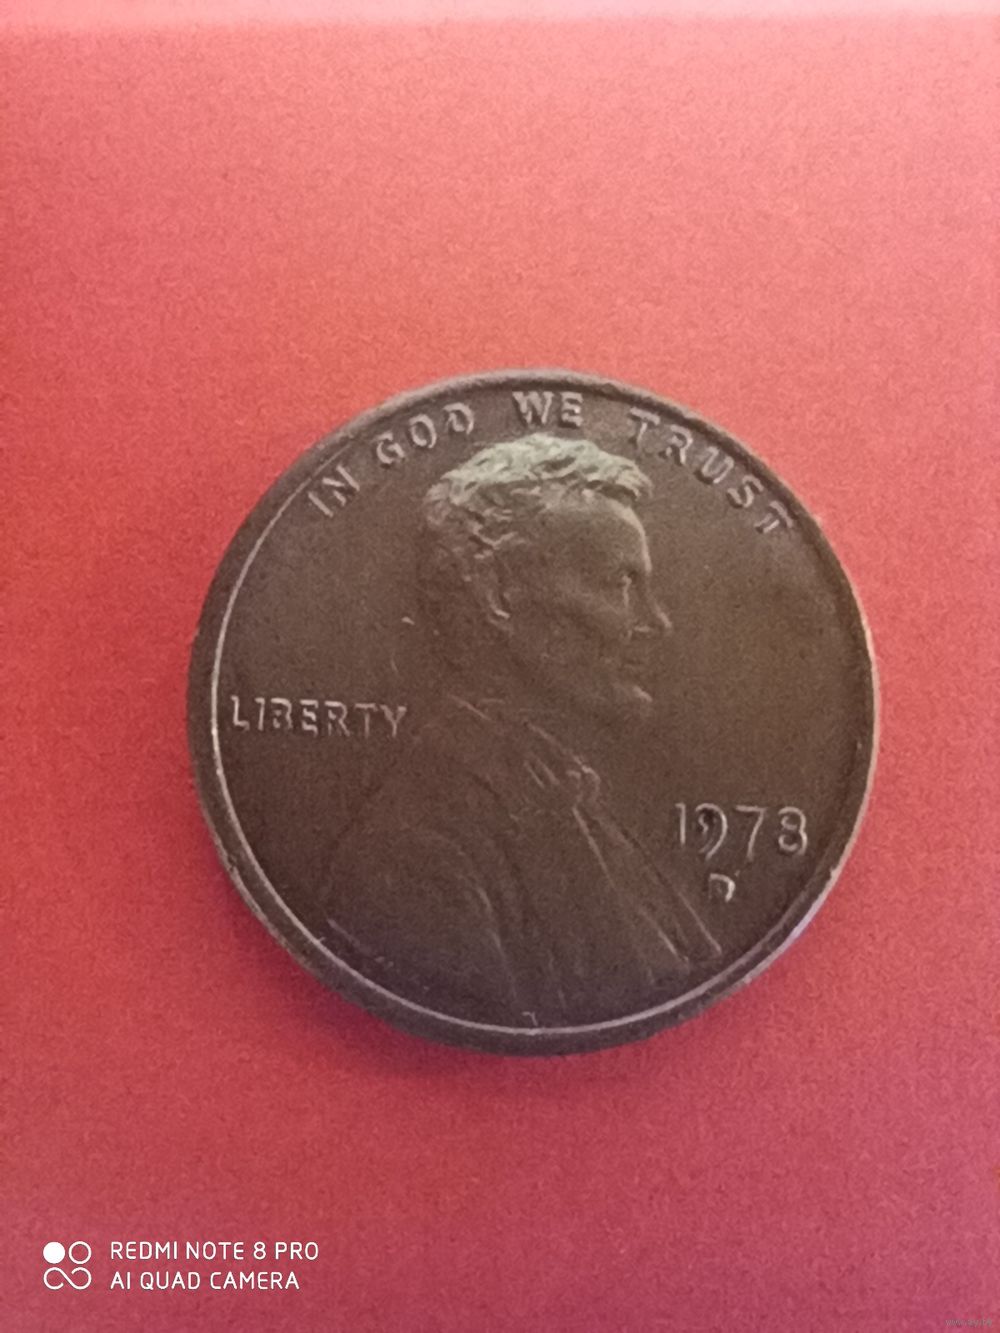 IN GOD WE TRUST
LIBERTY
1978
D
REDMI NOTE 8 PRO
AI QUAD CAMERA